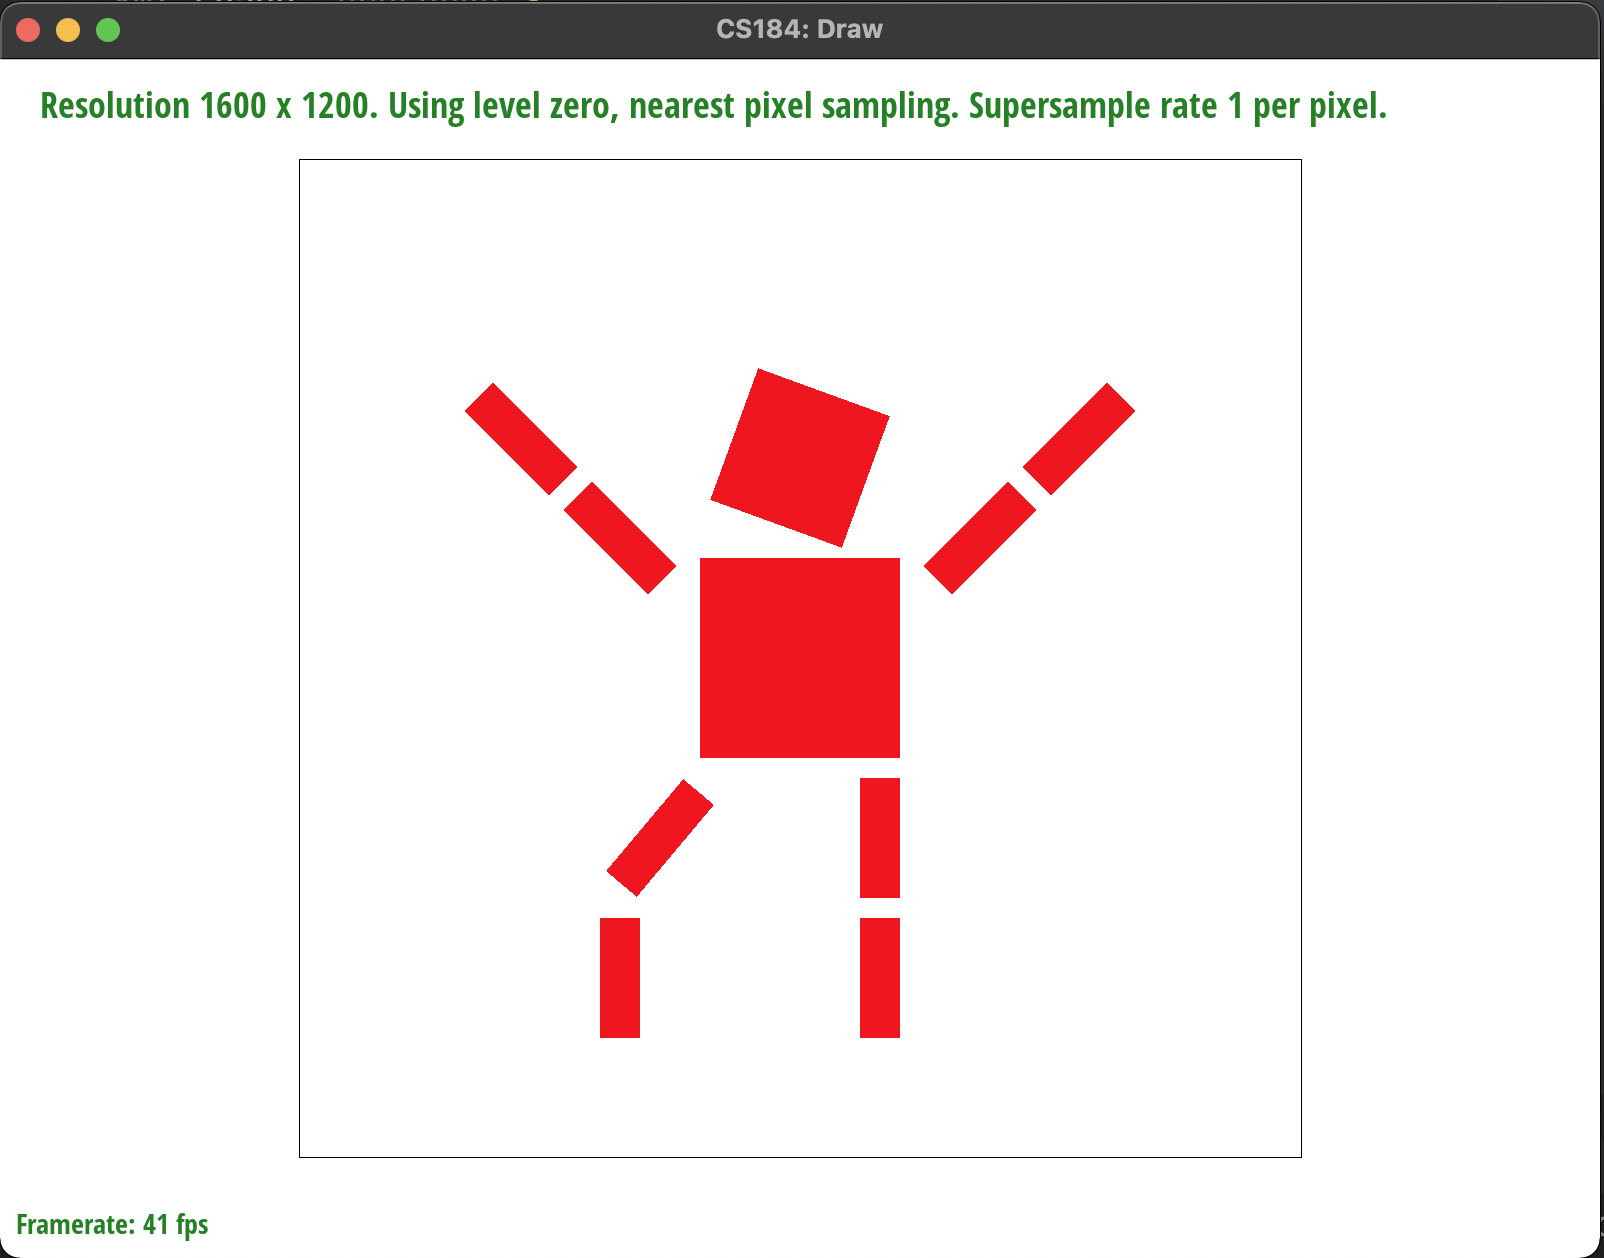 CS184: Draw
Resolution 1600 x 1200. Using level zero, nearest pixel sampling. Supersample rate 1 per pixel.
Framerate: 41 fps